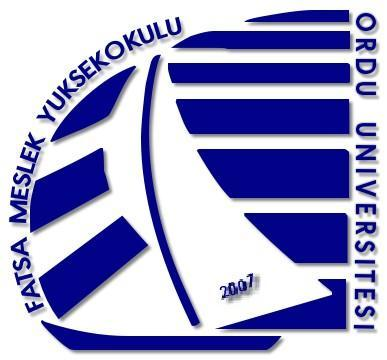 FATSA MESLEK YUKSEKOKULU
ORDU UNIVERSITESI
2007